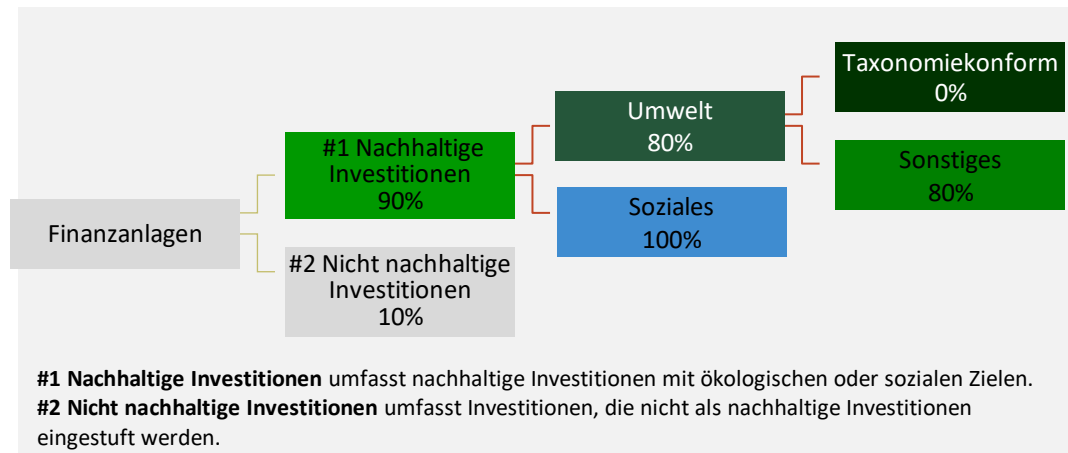 Finanzanlagen
#1 Nachhaltige
Investitionen
90%
#2 Nicht nachhaltige
Investitionen
10%
Umwelt
80%
Soziales
100%
Taxonomiekonform
0%
Sonstiges
80%
#1 Nachhaltige Investitionen umfasst nachhaltige Investitionen mit ökologischen oder sozialen Zielen.
#2 Nicht nachhaltige Investitionen umfasst Investitionen, die nicht als nachhaltige Investitionen
eingestuft werden.